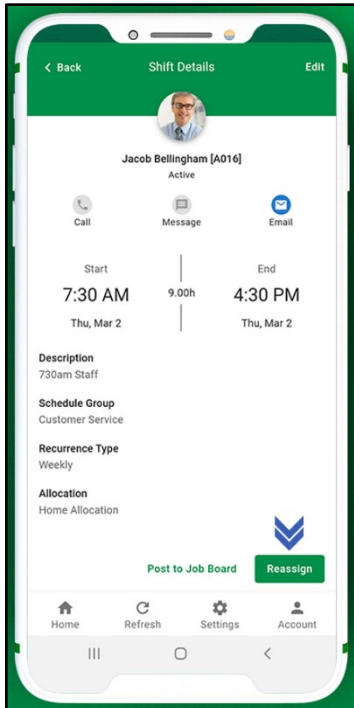 Back Shift Details Edit
Jacob Bellingham [A016]
Active
Call Message Email
Start End
7:30 AM 9.00h 4:30 PM
Thu, Mar 2 Thu, Mar 2
Description
730am Staff
Schedule Group
Customer Service
Recurrence Type
Weekly
Allocation
Home Allocation
Post to Job Board Reassign
Home Refresh Settings Account